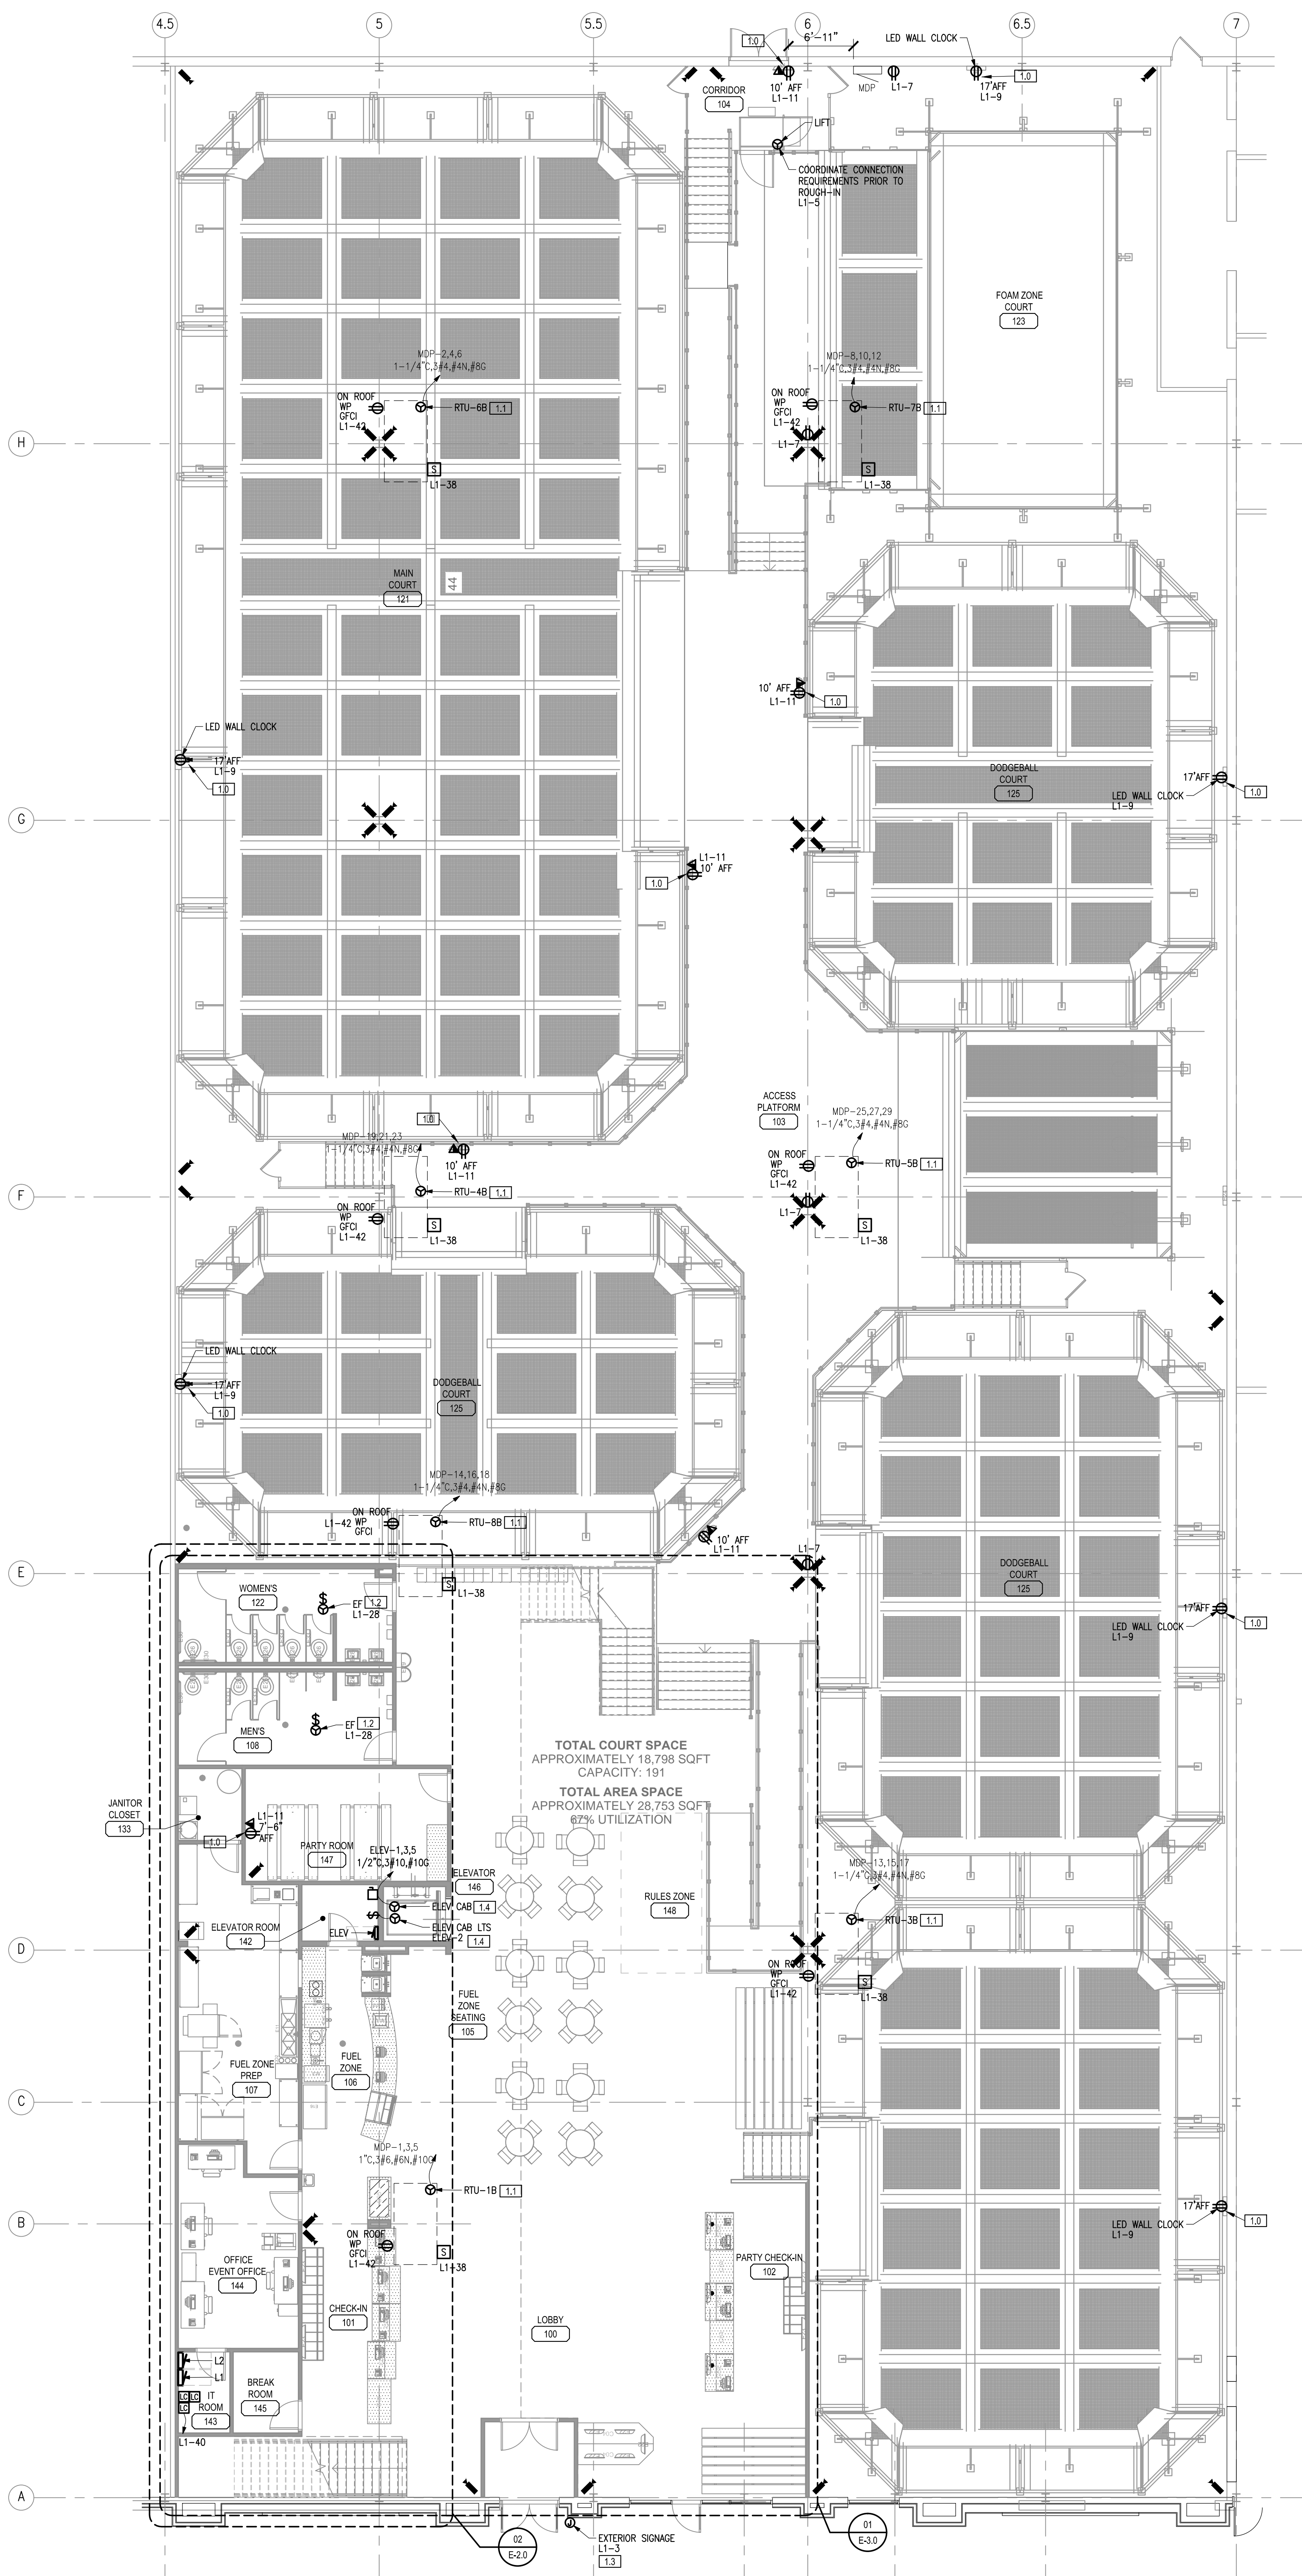 4.5
5
5.5
6
6.5
7
1.0
6'-11"
LED WALL CLOCK
10' AFF
L1-11
MDP
L1-7
17'AFF
L1-9
1.0
CORRIDOR
104
LIFT
COORDINATE CONNECTION
REQUIREMENTS PRIOR TO
ROUGH-IN
L1-5
FOAM ZONE
COURT
123
MDP-2,4,6
1-1/4"C,3#4,#4N,#8G
MDP-8,10,12
1-1/4"C,3#4,#4N,#8G
ON ROOF
WP
GFCI
L1-42
RTU-6B
1.1
ON ROOF
WP
GFCI
L1-42
L1-7
RTU-7B
1.1
H
S
L1-38
S
L1-38
MAIN
COURT
121
44
10' AFF
L1-11
1.0
LED WALL CLOCK
17'AFF
L1-9
1.0
DODGEBALL
COURT
125
17'AFF
LED WALL CLOCK
L1-9
1.0
G
L1-11
10' AFF
1.0
ACCESS
PLATFORM
103
1.0
MDP-19,21,23
1-1/4"C,3#4,#4N,#8G
10' AFF
L1-11
MDP-25,27,29
1-1/4"C,3#4,#4N,#8G
ON ROOF
WP
GFCI
L1-42
L1-7
RTU-5B
1.1
F
RTU-4B
1.1
ON ROOF
WP
GFCI
L1-42
S
L1-38
S
L1-38
LED WALL CLOCK
17'AFF
L1-9
1.0
DODGEBALL
COURT
125
MDP-14,16,18
1-1/4"C,3#4,#4N,#8G
ON ROOF
L1-42 WP
GFCI
RTU-8B
1.1
10' AFF
L1-11
L1-7
E
S
L1-38
DODGEBALL
COURT
125
17'AFF
LED WALL CLOCK
L1-9
1.0
WOMEN'S
122
$
EF
1.2
L1-28
MEN'S
108
$
EF
1.2
L1-28
TOTAL COURT SPACE
APPROXIMATELY 18,798 SQFT
CAPACITY: 191
TOTAL AREA SPACE
APPROXIMATELY 28,753 SQFT
67% UTILIZATION
JANITOR
CLOSET
133
L1-11
7'-6"
AFF
1.0
PARTY ROOM
147
ELEV-1,3,5
1/2"C,3#10,#10G
ELEVATOR
146
RULES ZONE
148
MDP-13,15,17
1-1/4"C,3#4,#4N,#8G
RTU-3B
1.1
ELEVATOR ROOM
142
ELEV
$
ELEV CAB
1.4
ELEV CAB LTS
ELEV-2
1.4
D
ON ROOF
WP
GFCI
L1-42
S
L1-38
FUEL
ZONE
SEATING
105
FUEL ZONE
PREP
107
FUEL
ZONE
106
C
MDP-1,3,5
1"C,3#6,#6N,#10G
RTU-1B
1.1
B
ON ROOF
WP
GFCI
L1-42
S
L1-38
17'AFF
LED WALL CLOCK
L1-9
1.0
OFFICE
EVENT OFFICE
144
PARTY CHECK-IN
102
CHECK-IN
101
LOBBY
100
L2
L1
LC
LC
LC
IT
ROOM
143
BREAK
ROOM
145
L1-40
A
J
EXTERIOR SIGNAGE
L1-3
1.3
02
E-2.0
01
E-3.0